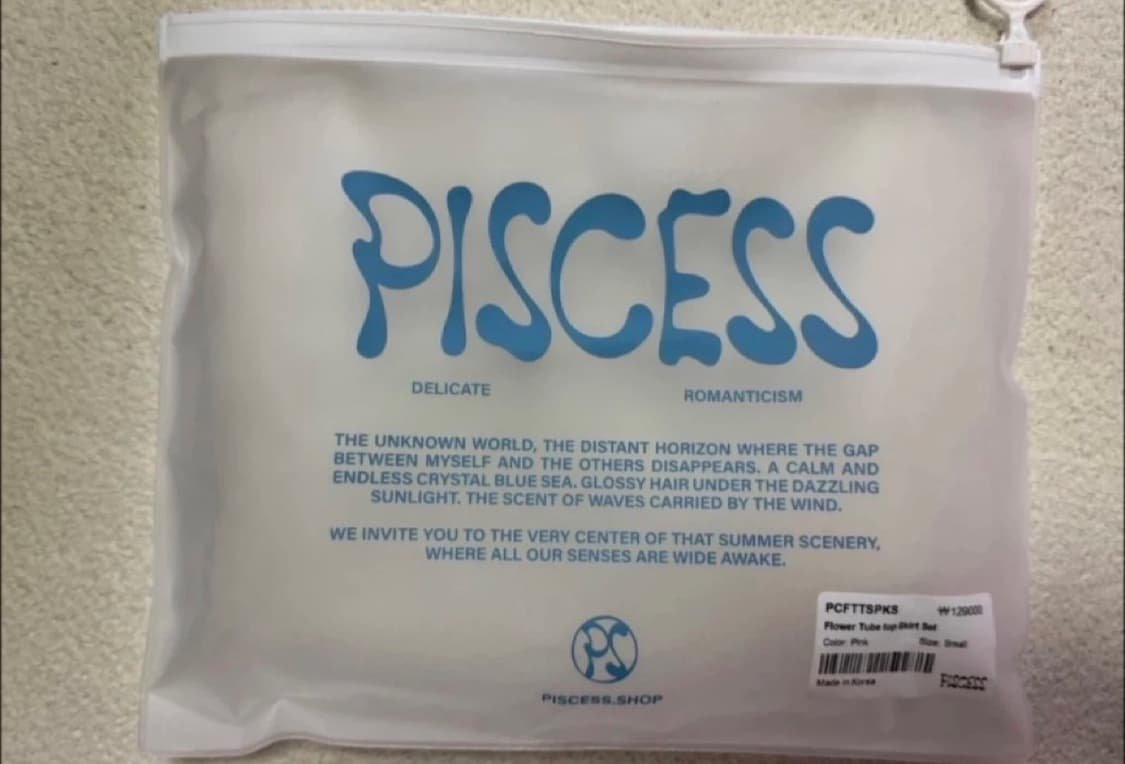 PISCESS
DELICATE
ROMANTICISM
THE UNKNOWN WORLD, THE DISTANT HORIZON WHERE THE GAP
BETWEEN MYSELF AND THE OTHERS DISAPPEARS. A CALM AND
ENDLESS CRYSTAL BLUE SEA. GLOSSY HAIR UNDER THE DAZZLING
SUNLIGHT. THE SCENT OF WAVES CARRIED BY THE WIND.
WE INVITE YOU TO THE VERY CENTER OF THAT SUMMER SCENERY,
WHERE ALL OUR SENSES ARE WIDE AWAKE.
PS
PISCESS.SHOP
PCFTTSPKS ₩129000
Flower Tube top Skirt Set
Color: Pink Size: Small
Made in Korea PISCESS